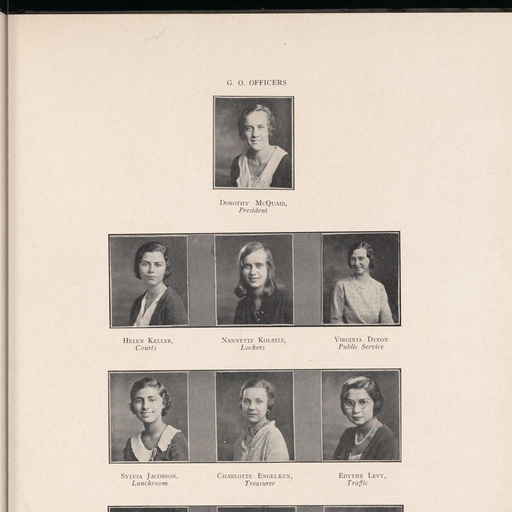 G. O. OFFICERS
Dorothy McQuaid,
President
Helen Keller,
Courts
Nannette Kolbitz,
Lockers
Virginia Dixon
Public Service
Sylvia Jacobson,
Lunchroom
Charlotte Engelken,
Treasurer
Edythe Levy,
Traffic